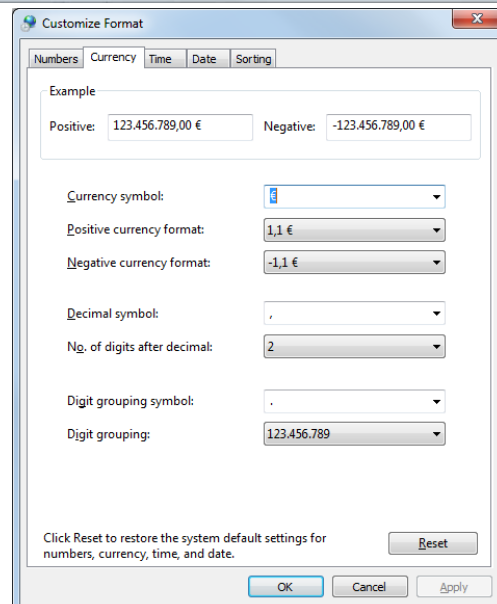 Customize Format
Numbers Currency Time Date Sorting
Example
Positive: 123.456.789,00 € Negative: -123.456.789,00 €
Currency symbol: €
Positive currency format: 1,1 €
Negative currency format: -1,1 €
Decimal symbol: ,
No. of digits after decimal: 2
Digit grouping symbol: .
Digit grouping: 123.456.789
Click Reset to restore the system default settings for
numbers, currency, time, and date.
Reset
OK Cancel Apply